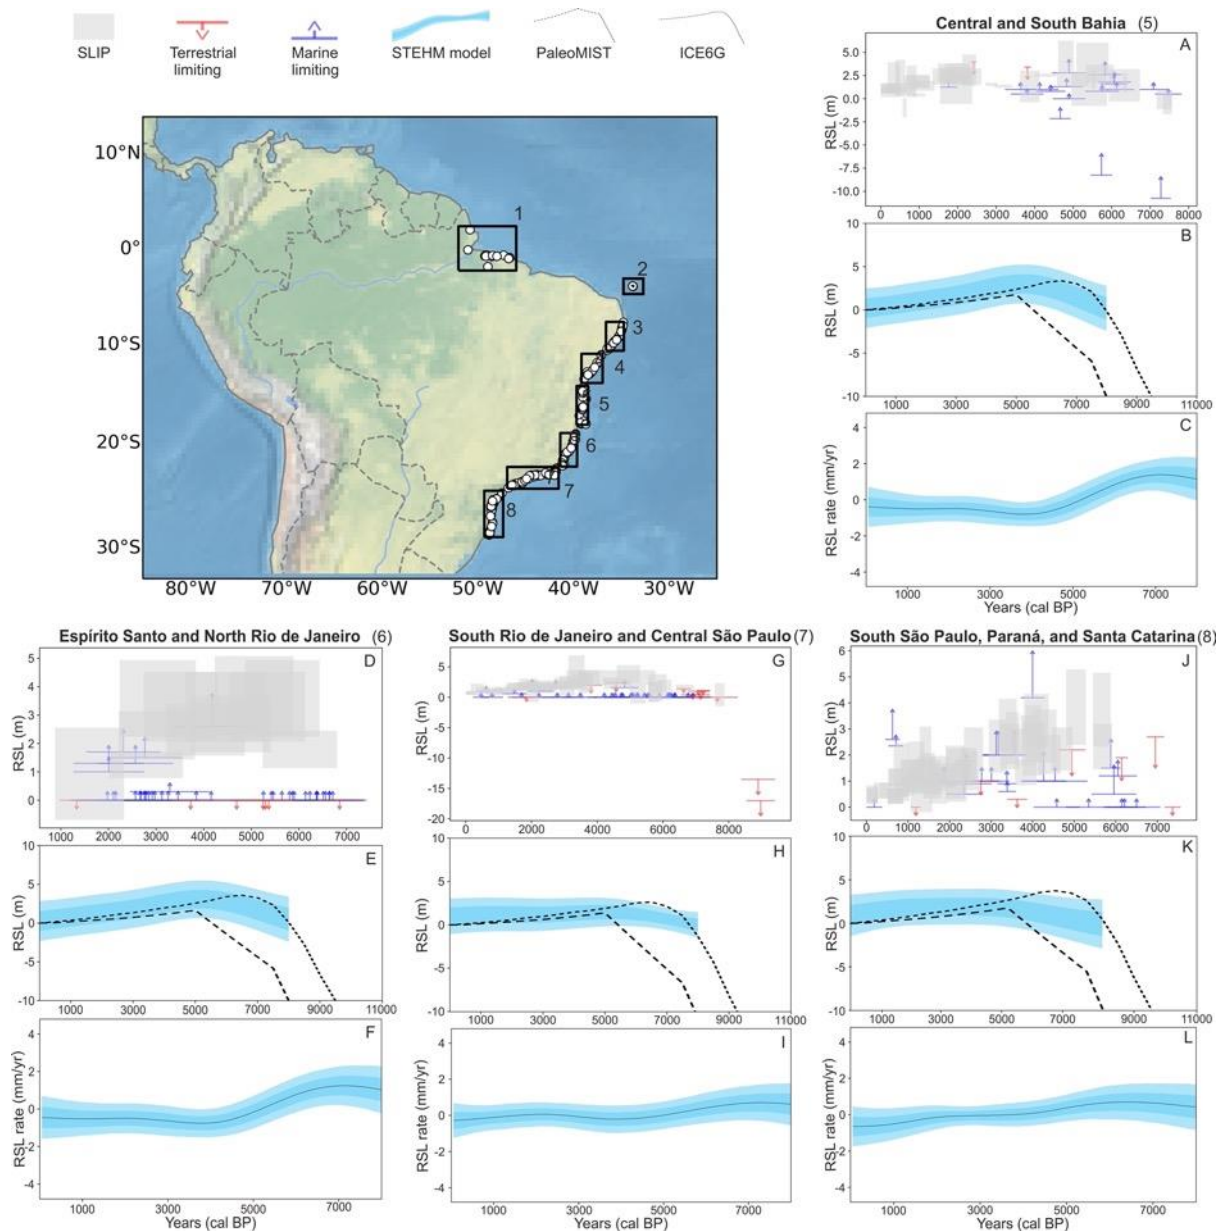 SLIP
Terrestrial
limiting
Marine
limiting
STEHM model
PaleoMIST
ICE6G
10°N
0°
10°S
20°S
30°S
80°W 70°W 60°W 50°W 40°W 30°W
1
2
3
4
5
6
7
8
Central and South Bahia (5)
A
RSL (m)
5.0
2.5
0.0
-2.5
-5.0
-7.5
-10.0
0 1000 2000 3000 4000 5000 6000 7000 8000
B
RSL (m)
10
5
0
-5
-10
1000 3000 5000 7000 9000 11000
C
RSL rate (mm/yr)
4
2
0
-2
-4
1000 3000 5000 7000
Years (cal BP)
Espírito Santo and North Rio de Janeiro (6)
D
RSL (m)
5
4
3
2
1
0
1000 2000 3000 4000 5000 6000 7000
E
RSL (m)
10
5
0
-5
-10
1000 3000 5000 7000 9000 11000
F
RSL rate (mm/yr)
4
2
0
-2
-4
1000 3000 5000 7000
Years (cal BP)
South Rio de Janeiro and Central São Paulo (7)
G
RSL (m)
5
0
-5
-10
-15
-20
0 2000 4000 6000 8000
H
RSL (m)
10
5
0
-5
-10
1000 3000 5000 7000 9000 11000
I
RSL rate (mm/yr)
4
2
0
-2
-4
1000 3000 5000 7000
Years (cal BP)
South São Paulo, Paraná, and Santa Catarina (8)
J
RSL (m)
6
5
4
3
2
1
0
0 1000 2000 3000 4000 5000 6000 7000
K
RSL (m)
10
5
0
-5
-10
1000 3000 5000 7000 9000 11000
L
RSL rate (mm/yr)
4
2
0
-2
-4
1000 3000 5000 7000
Years (cal BP)